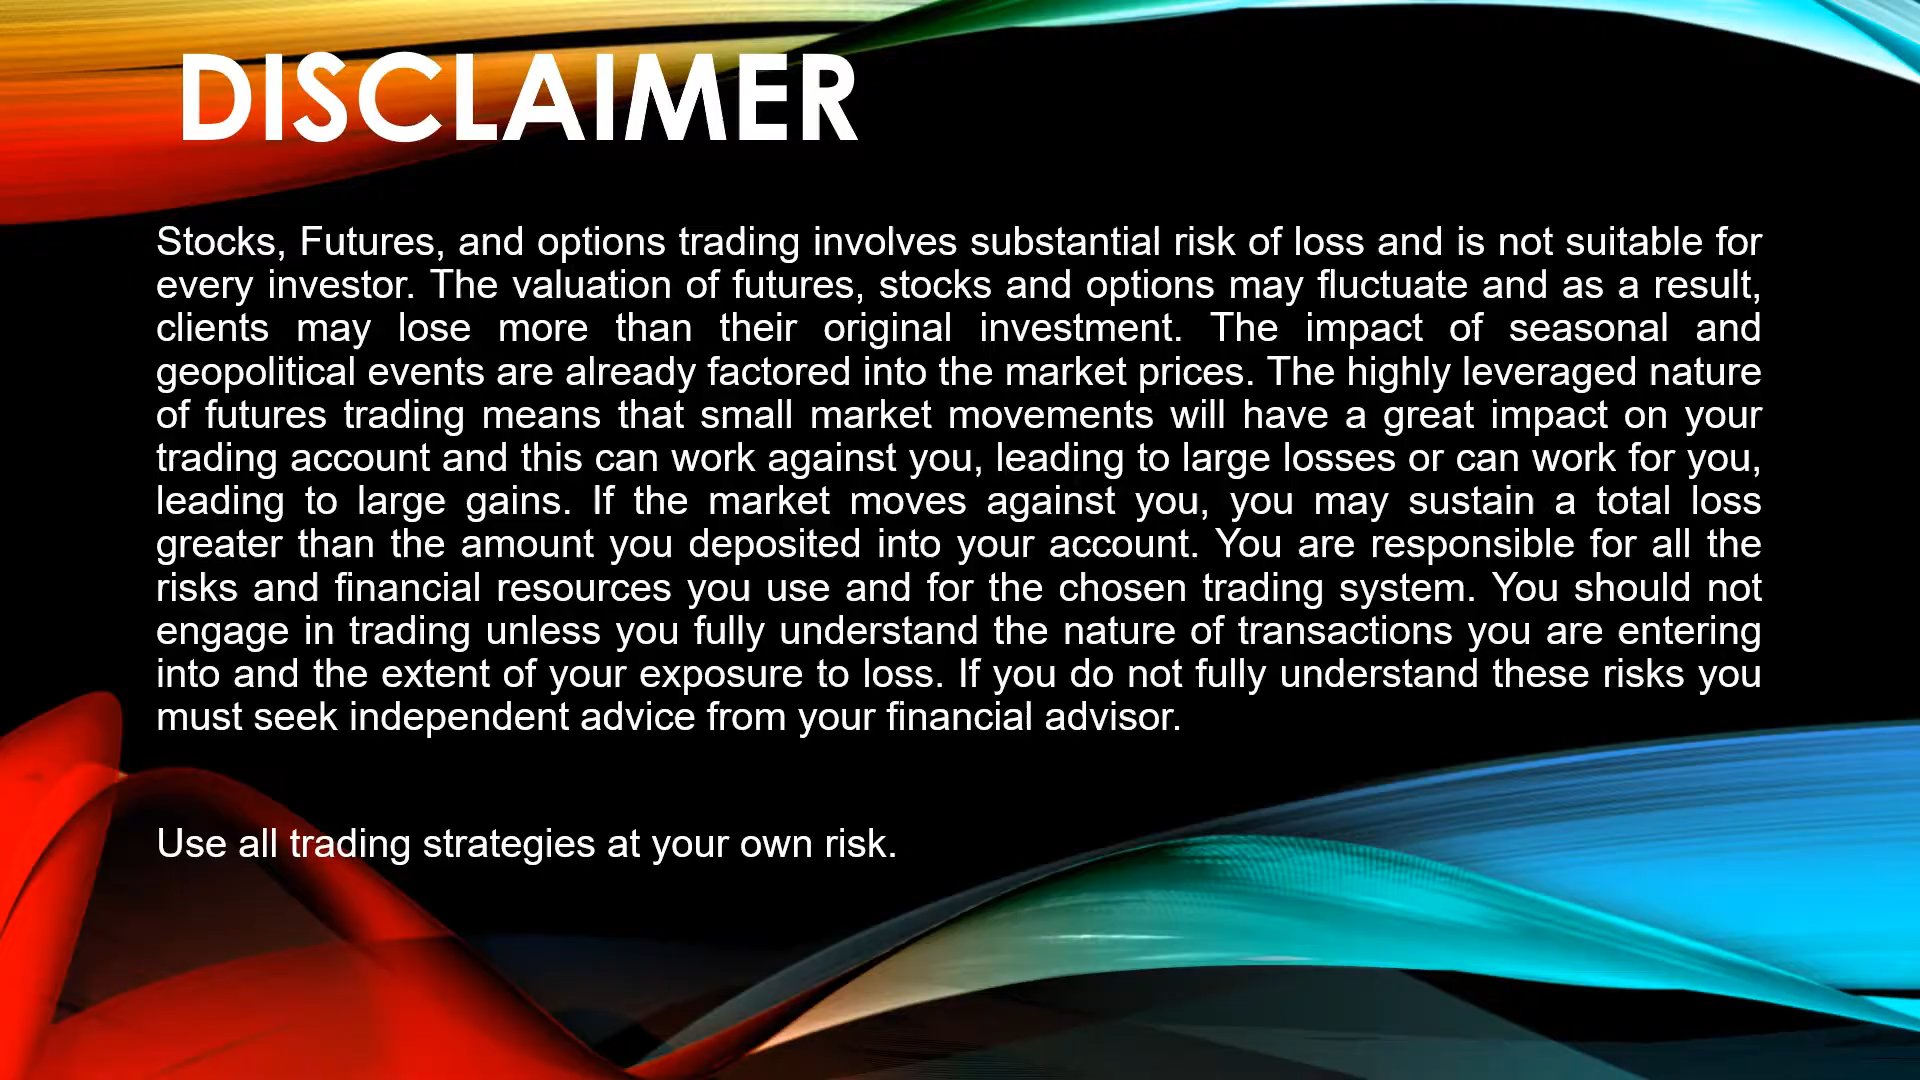 DISCLAIMER
Stocks, Futures, and options trading involves substantial risk of loss and is not suitable for
every investor. The valuation of futures, stocks and options may fluctuate and as a result,
clients may lose more than their original investment. The impact of seasonal and
geopolitical events are already factored into the market prices. The highly leveraged nature
of futures trading means that small market movements will have a great impact on your
trading account and this can work against you, leading to large losses or can work for you,
leading to large gains. If the market moves against you, you may sustain a total loss
greater than the amount you deposited into your account. You are responsible for all the
risks and financial resources you use and for the chosen trading system. You should not
engage in trading unless you fully understand the nature of transactions you are entering
into and the extent of your exposure to loss. If you do not fully understand these risks you
must seek independent advice from your financial advisor.
Use all trading strategies at your own risk.